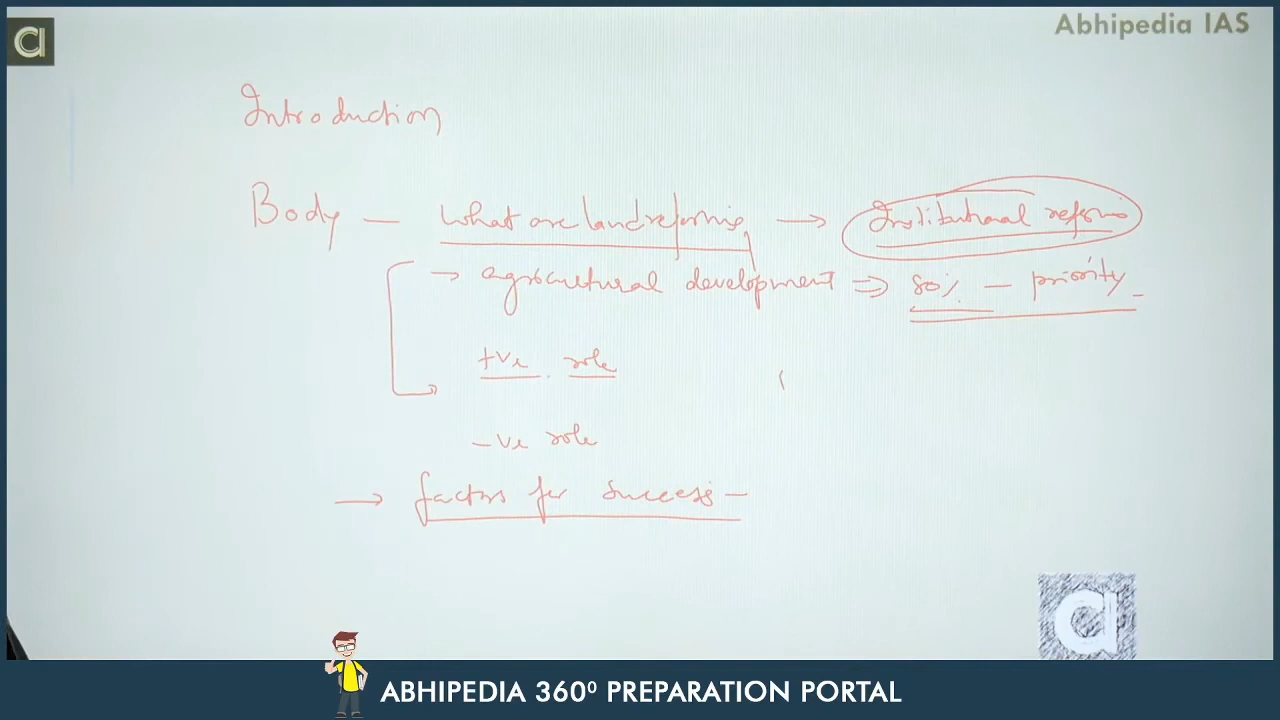 Abhipedia IAS
a
Introduction
Body — What are land reforms, → Institutional reforms
→ agricultural development ⇒ 80% — priority
+ve role
-ve role
→ factors for success —
a
ABHIPEDIA 360⁰ PREPARATION PORTAL